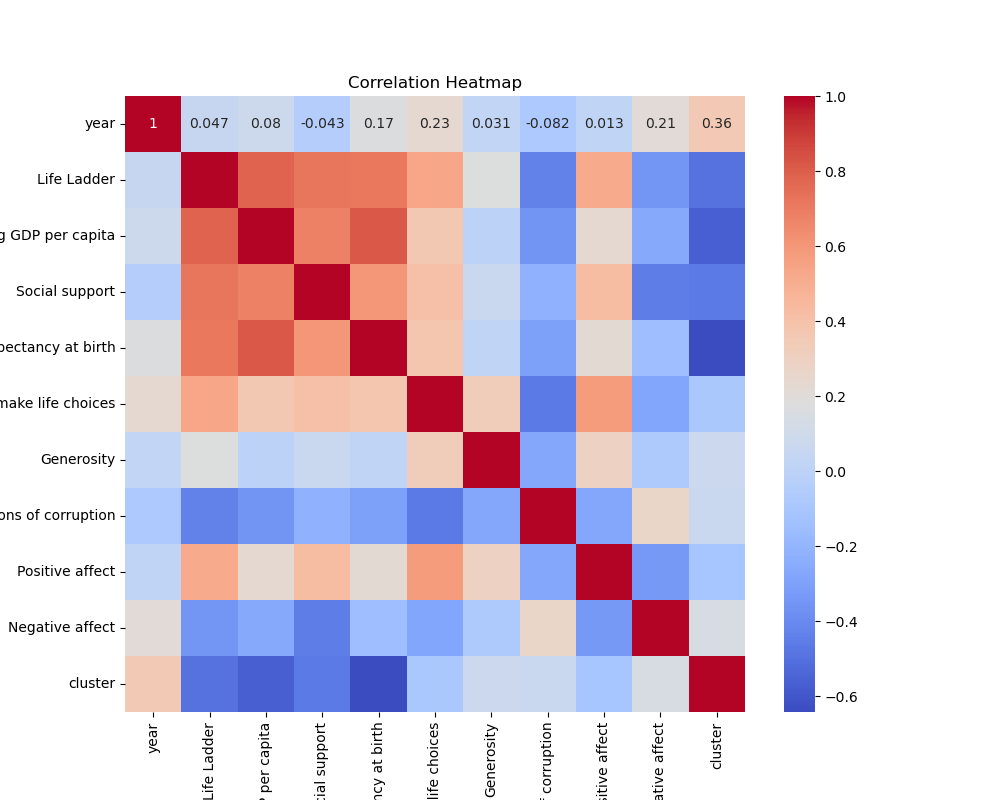 Correlation Heatmap
year
1 0.047 0.08 -0.043 0.17 0.23 0.031 -0.082 0.013 0.21 0.36
Life Ladder
g GDP per capita
Social support
pectancy at birth
make life choices
Generosity
ons of corruption
Positive affect
Negative affect
cluster
year
Life Ladder
P per capita
cial support
ncy at birth
life choices
Generosity
f corruption
sitive affect
ative affect
cluster
1.0
0.8
0.6
0.4
0.2
0.0
−0.2
−0.4
−0.6